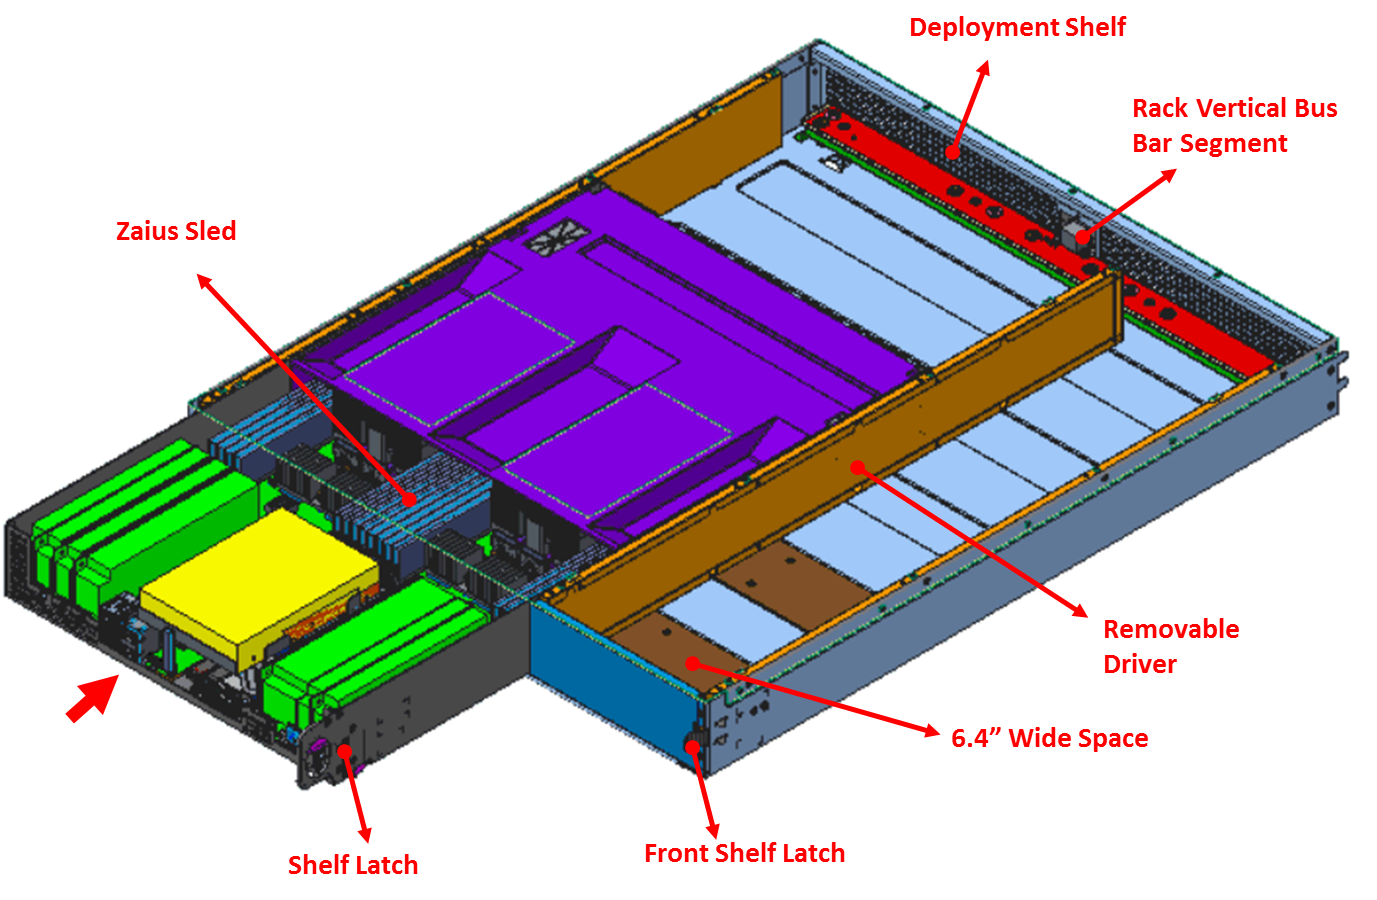 Deployment Shelf
Rack Vertical Bus
Bar Segment
Zaius Sled
Removable
Driver
6.4” Wide Space
Front Shelf Latch
Shelf Latch